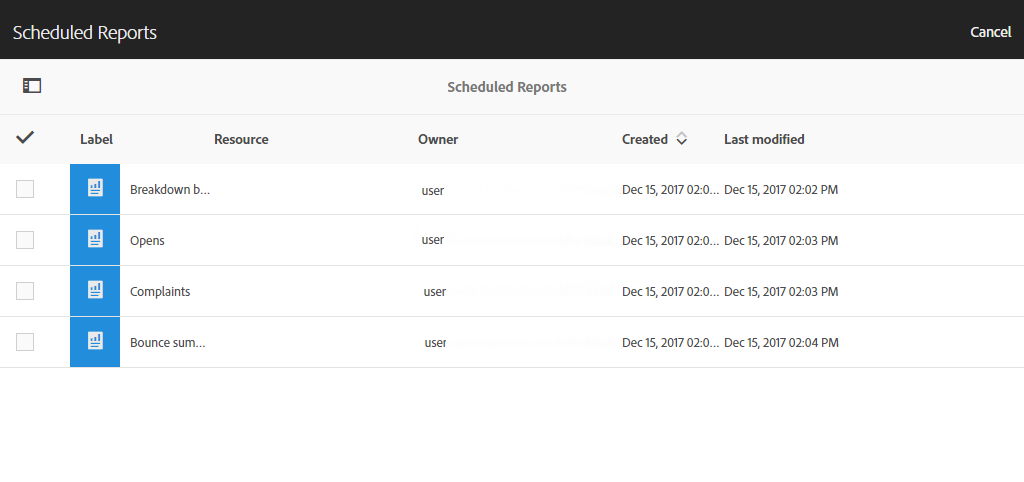 Scheduled Reports Cancel
Scheduled Reports
Label Resource Owner Created Last modified
Breakdown b... user Dec 15, 2017 02:0... Dec 15, 2017 02:02 PM
Opens user Dec 15, 2017 02:0... Dec 15, 2017 02:03 PM
Complaints user Dec 15, 2017 02:0... Dec 15, 2017 02:03 PM
Bounce sum... user Dec 15, 2017 02:0... Dec 15, 2017 02:04 PM